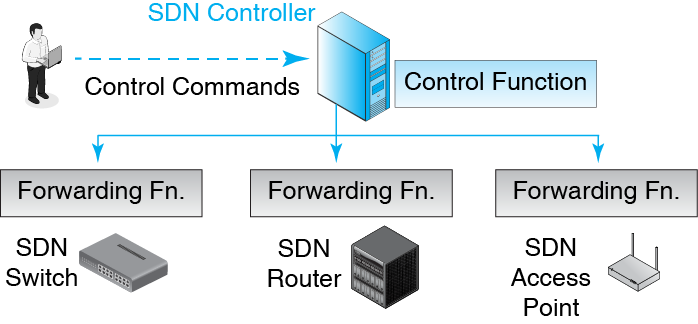 SDN Controller
Control Commands
Control Function
Forwarding Fn.
Forwarding Fn.
Forwarding Fn.
SDN
Switch
SDN
Router
SDN
Access
Point